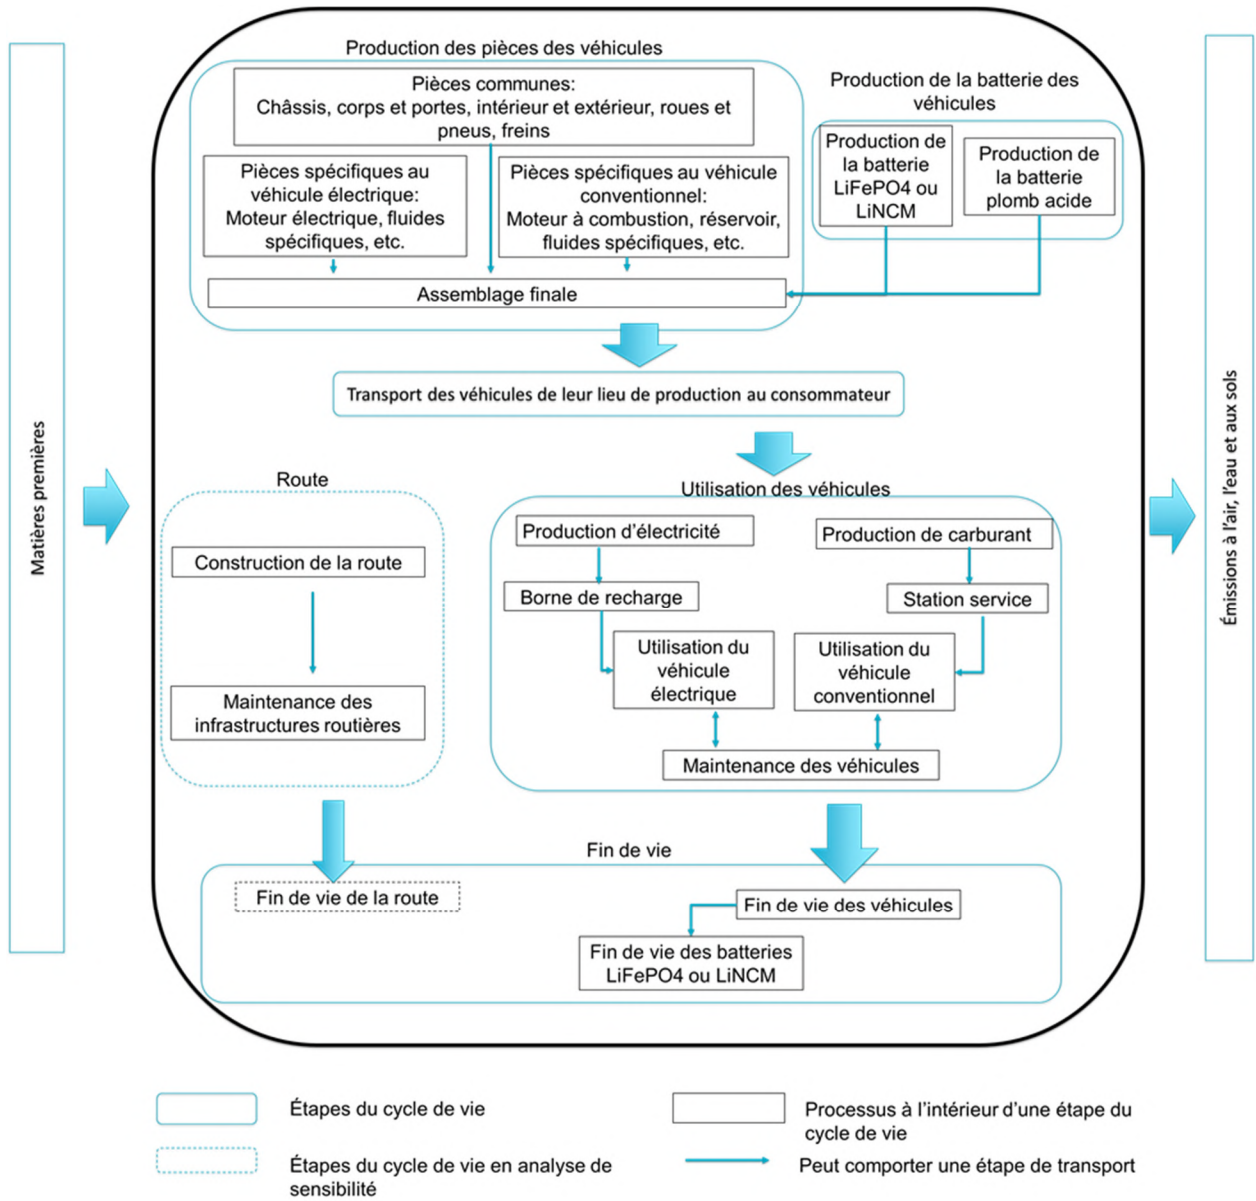 Matières premières
Production des pièces des véhicules
Pièces communes:
Châssis, corps et portes, intérieur et extérieur, roues et
pneus, freins
Pièces spécifiques au
véhicule électrique:
Moteur électrique, fluides
spécifiques, etc.
Pièces spécifiques au véhicule
conventionnel:
Moteur à combustion, réservoir,
fluides spécifiques, etc.
Assemblage finale
Production de la batterie des
véhicules
Production de
la batterie
LiFePO4 ou
LiNCM
Production de
la batterie
plomb acide
Transport des véhicules de leur lieu de production au consommateur
Route
Construction de la route
Maintenance des
infrastructures routières
Utilisation des véhicules
Production d'électricité
Production de carburant
Borne de recharge
Station service
Utilisation du
véhicule
électrique
Utilisation du
véhicule
conventionnel
Maintenance des véhicules
Fin de vie
Fin de vie de la route
Fin de vie des véhicules
Fin de vie des batteries
LiFePO4 ou LiNCM
Émissions à l'air, l'eau et aux sols
Étapes du cycle de vie
Étapes du cycle de vie en analyse de
sensibilité
Processus à l'intérieur d'une étape du
cycle de vie
Peut comporter une étape de transport